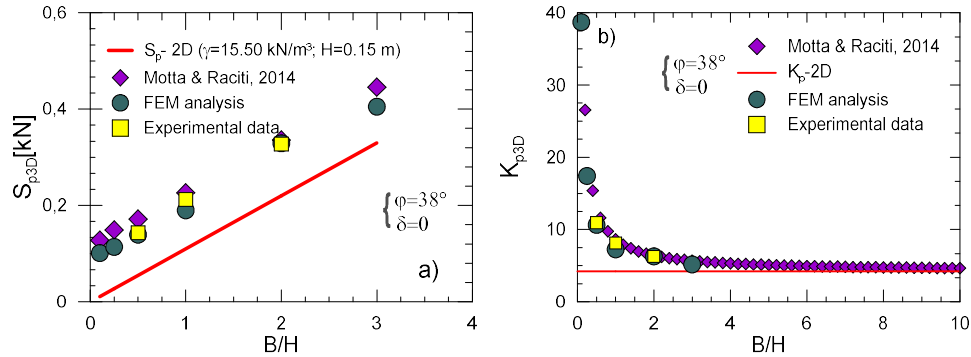 0,6
0,4
0,2
0
S_p3D[kN]
S_p- 2D (γ=15.50 kN/m³; H=0.15 m)
Motta & Raciti, 2014
FEM analysis
Experimental data
{ φ=38°
δ=0
a)
0 1 2 3 4
B/H
40
30
20
10
0
K_p3D
b)
{ φ=38°
δ=0
Motta & Raciti, 2014
K_p-2D
FEM analysis
Experimental data
0 2 4 6 8 10
B/H